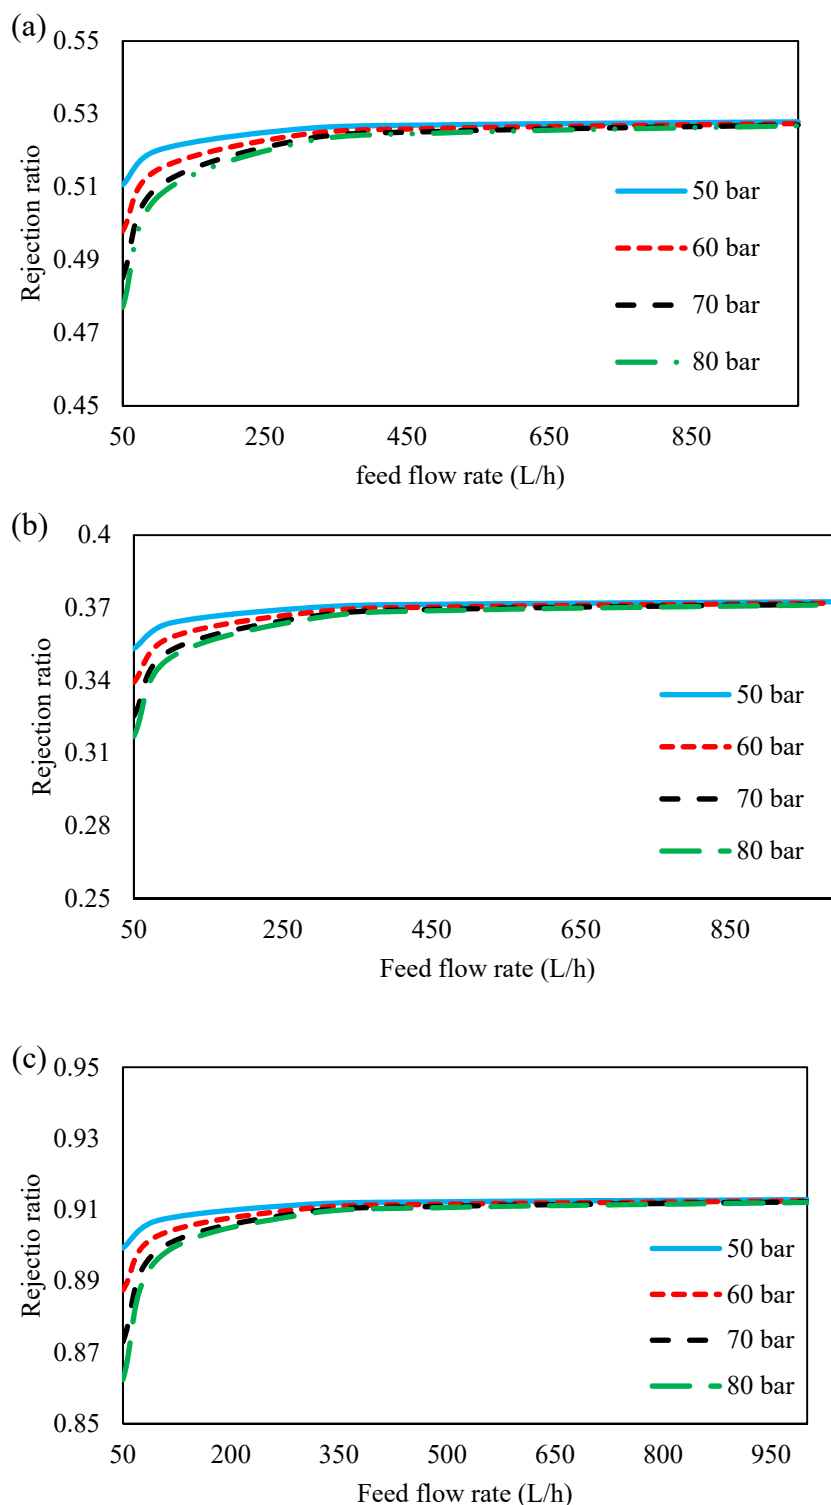 (a)
0.55
0.53
0.51
0.49
0.47
0.45
Rejection ratio
50 bar
60 bar
70 bar
80 bar
50 250 450 650 850
feed flow rate (L/h)
(b)
0.4
0.37
0.34
0.31
0.28
0.25
Rejection ratio
50 bar
60 bar
70 bar
80 bar
50 250 450 650 850
Feed flow rate (L/h)
(c)
0.95
0.93
0.91
0.89
0.87
0.85
Rejectio ratio
50 bar
60 bar
70 bar
80 bar
50 200 350 500 650 800 950
Feed flow rate (L/h)